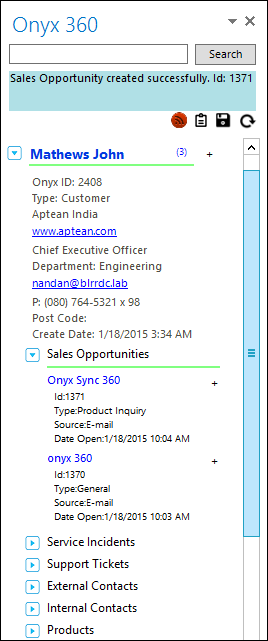 Onyx 360
Search
Sales Opportunity created successfully. Id: 1371
Mathews John (3) +
Onyx ID: 2408
Type: Customer
Aptean India
www.aptean.com
Chief Executive Officer
Department: Engineering
nandan@blrrdc.lab
P: (080) 764-5321 x 98
Post Code:
Create Date: 1/18/2015 3:34 AM
Sales Opportunities
Onyx Sync 360 +
Id:1371
Type:Product Inquiry
Source:E-mail
Date Open:1/18/2015 10:04 AM
onyx 360 +
Id:1370
Type:General
Source:E-mail
Date Open:1/18/2015 10:03 AM
Service Incidents
Support Tickets
External Contacts
Internal Contacts
Products